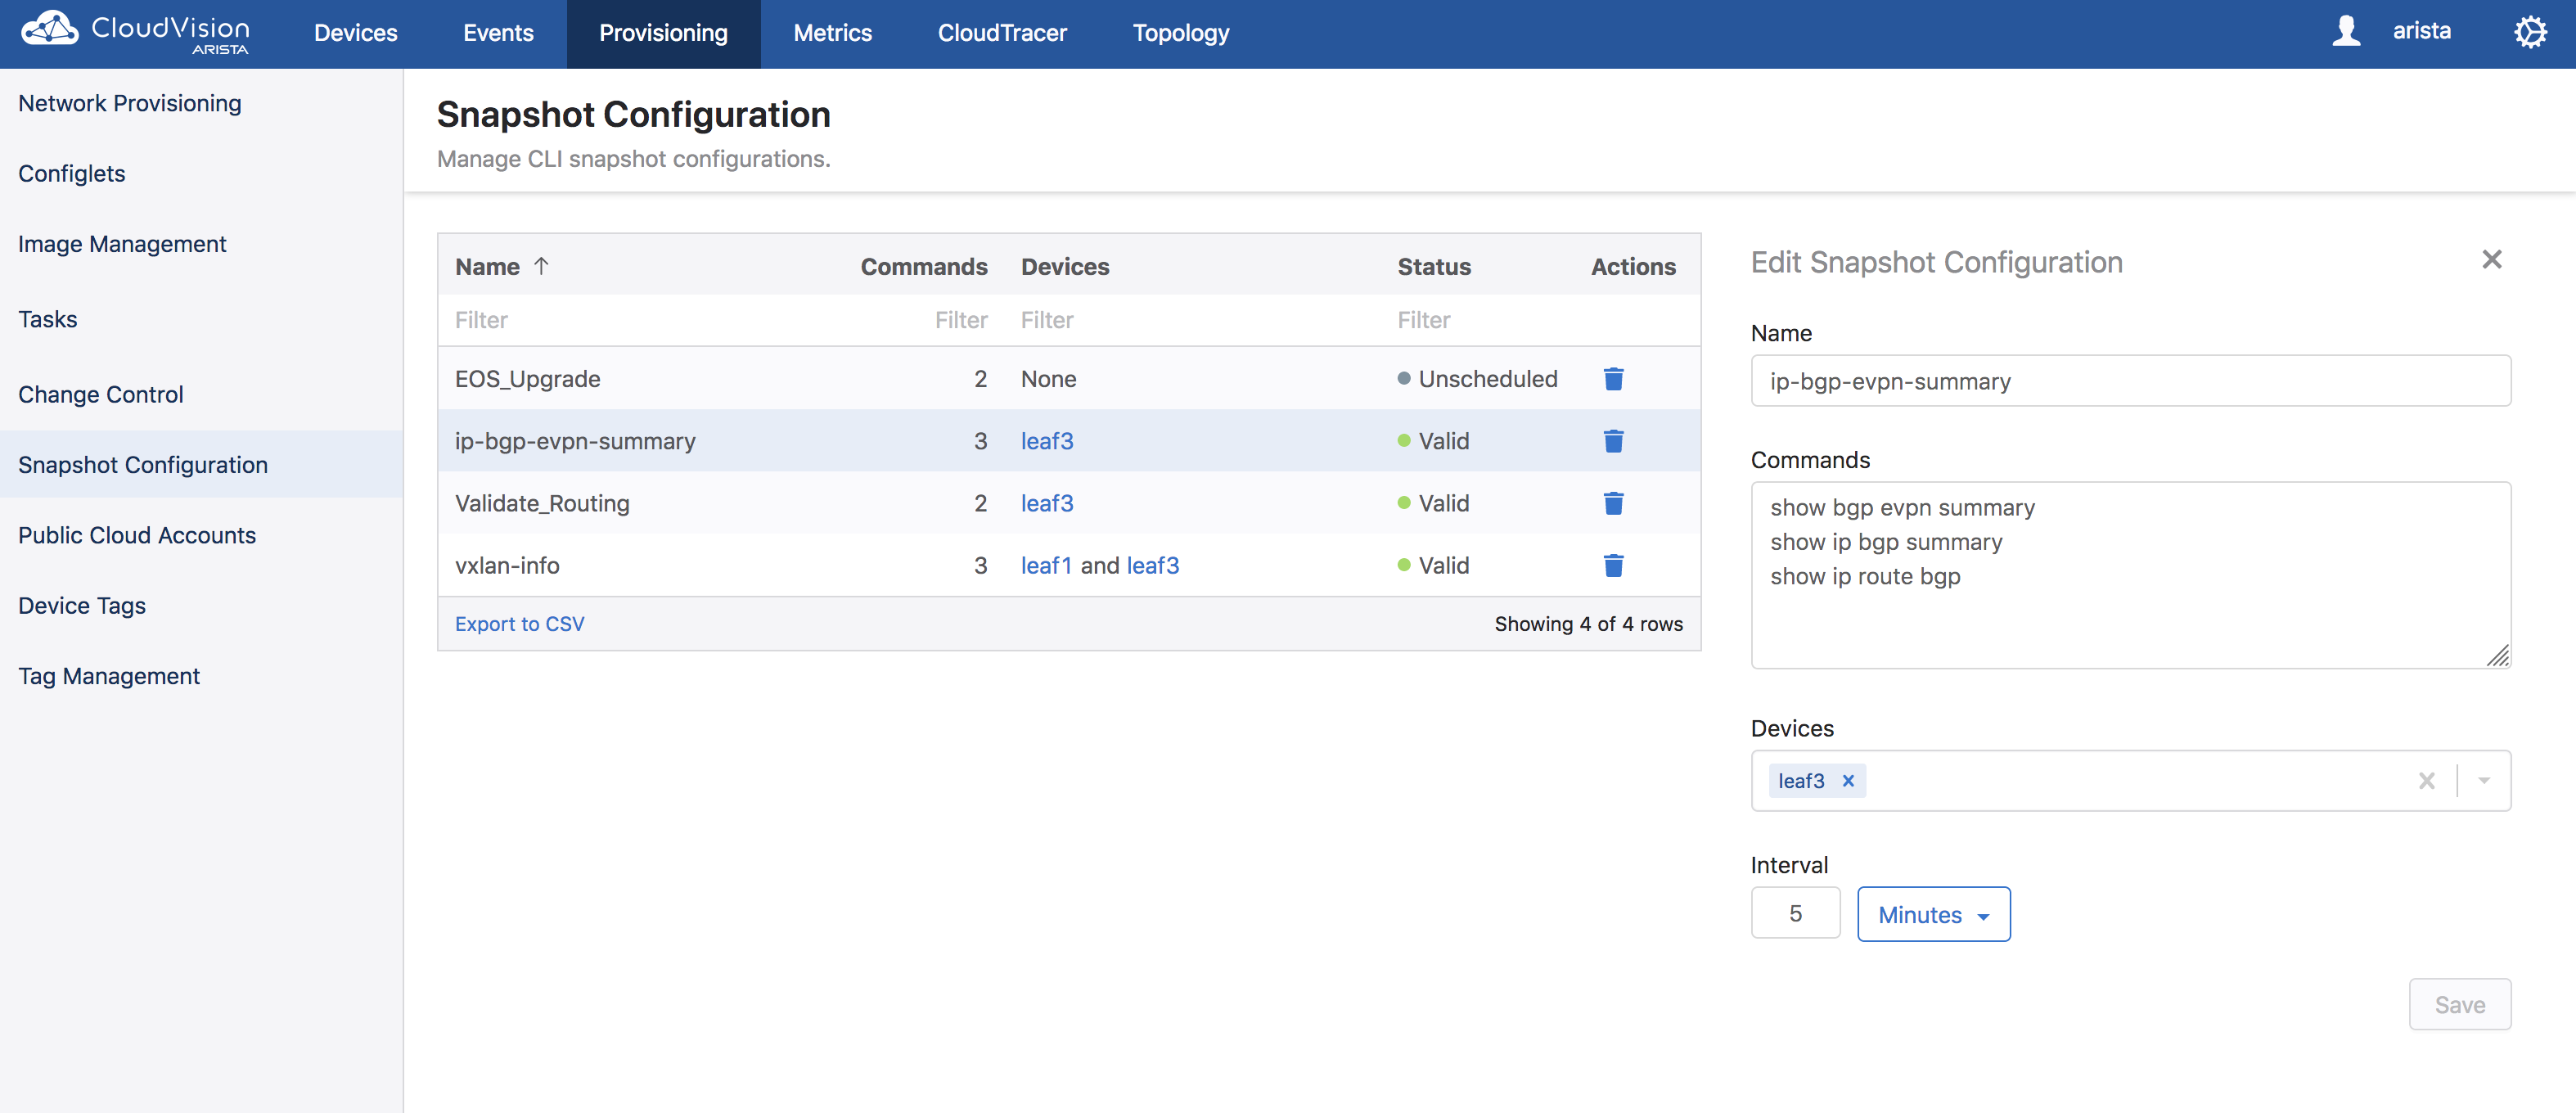 CloudVision
ARISTA
Devices
Events
Provisioning
Metrics
CloudTracer
Topology
arista
Network Provisioning
Configlets
Image Management
Tasks
Change Control
Snapshot Configuration
Public Cloud Accounts
Device Tags
Tag Management
Snapshot Configuration
Manage CLI snapshot configurations.
Name ↑ Commands Devices Status Actions
Filter Filter Filter Filter
EOS_Upgrade 2 None Unscheduled
ip-bgp-evpn-summary 3 leaf3 Valid
Validate_Routing 2 leaf3 Valid
vxlan-info 3 leaf1 and leaf3 Valid
Export to CSV Showing 4 of 4 rows
Edit Snapshot Configuration
Name
ip-bgp-evpn-summary
Commands
show bgp evpn summary
show ip bgp summary
show ip route bgp
Devices
leaf3
Interval
5 Minutes
Save